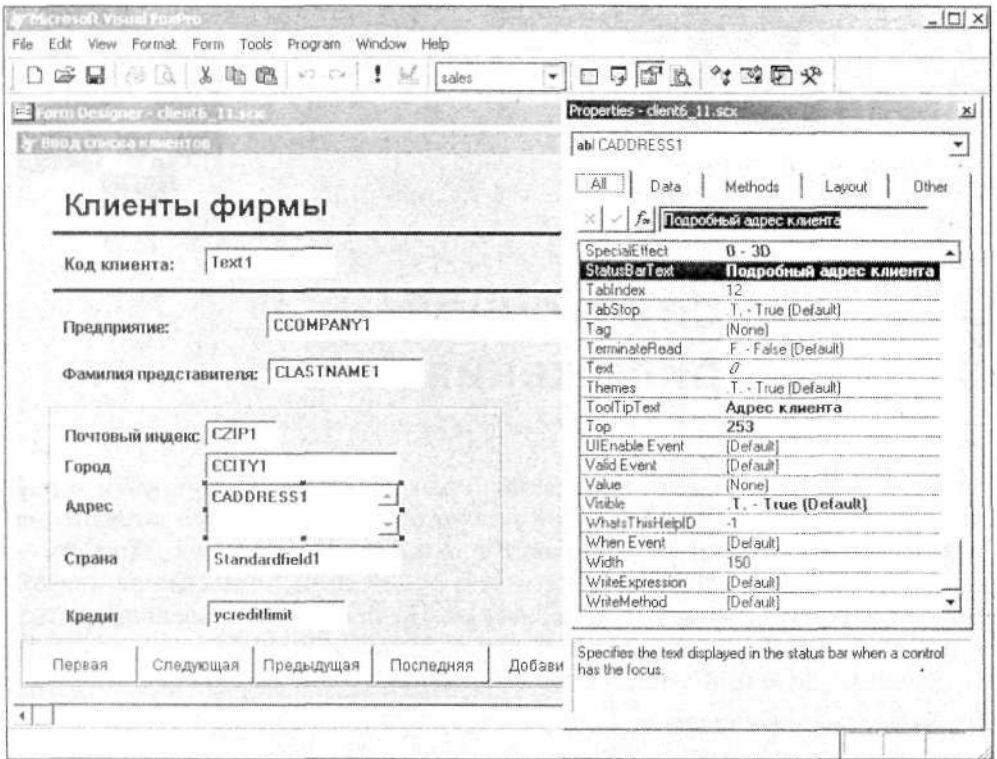 Microsoft Visual FoxPro
File Edit View Format Form Tools Program Window Help
sales
Form Designer - client6_11.scx
Ввод списка клиентов
Клиенты фирмы
Код клиента: Text1
Предприятие: CCOMPANY1
Фамилия представителя: CLASTNAME1
Почтовый индекс CZIP1
Город CCITY1
Адрес CADDRESS1
Страна Standardfield1
Кредит ycreditlimit
Первая Следующая Предыдущая Последняя Добави
Properties - client6_11.scx
abl CADDRESS1
All Data Methods Layout Other
fx Подробный адрес клиента
SpecialEffect 0 - 3D
StatusBarText Подробный адрес клиента
TabIndex 12
TabStop .T. - True (Default)
Tag (None)
TerminateRead .F. - False (Default)
Text 0
Themes .T. - True (Default)
ToolTipText Адрес клиента
Top 253
UIEnable Event [Default]
Valid Event [Default]
Value (None)
Visible .T. - True (Default)
WhatsThisHelpID -1
When Event [Default]
Width 150
WriteExpression [Default]
WriteMethod [Default]
Specifies the text displayed in the status bar when a control
has the focus.